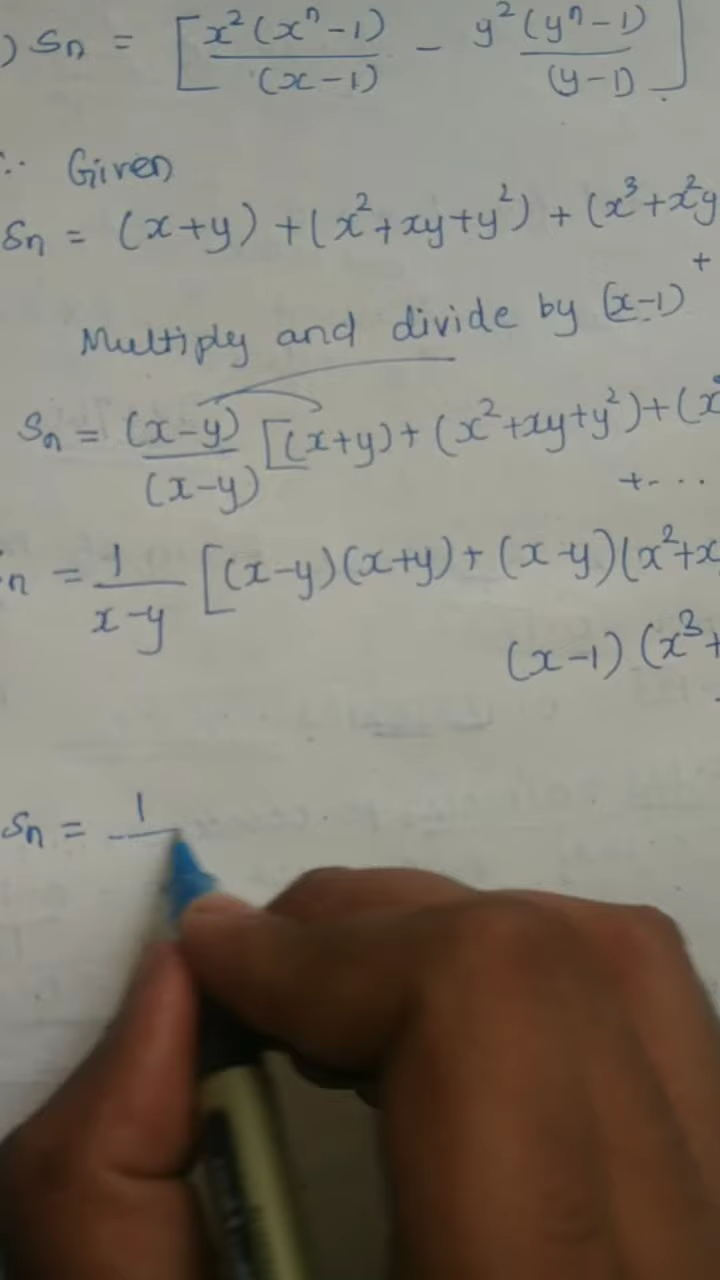 ) Sn = [x²(xⁿ-1)/(x-1) - y²(yⁿ-1)/(y-1)]
∴ Given
Sn = (x+y) + (x²+xy+y²) + (x³+x²y
+
Multiply and divide by (x-1)
Sn = (x-y)/(x-y) [(x+y) + (x²+xy+y²) + (x
+ - . . .
n = 1/x-y [(x-y)(x+y) + (x-y)(x²+x
(x-1) (x³+
Sn = 1